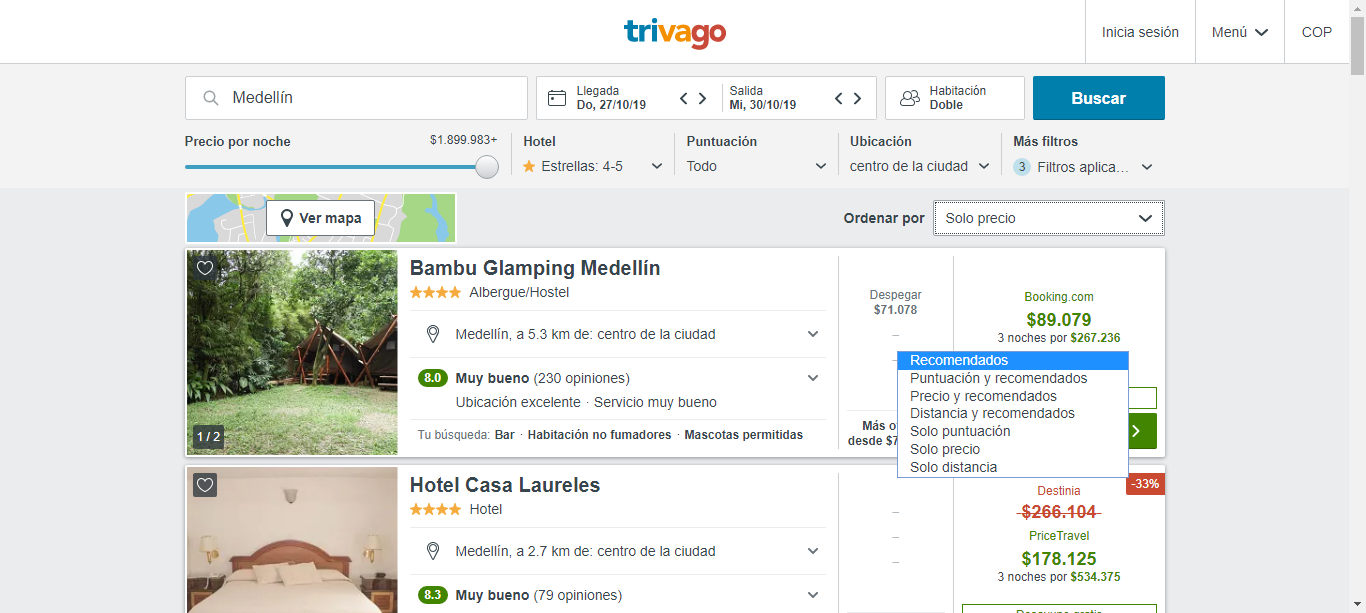 trivago
Inicia sesión
Menú
COP
Medellín
Llegada
Do, 27/10/19
Salida
Mi, 30/10/19
Habitación
Doble
Buscar
Precio por noche
$1.899.983+
Hotel
Estrellas: 4-5
Puntuación
Todo
Ubicación
centro de la ciudad
Más filtros
3 Filtros aplica...
Ver mapa
Ordenar por
Solo precio
Bambu Glamping Medellín
Albergue/Hostel
Medellín, a 5.3 km de: centro de la ciudad
8.0 Muy bueno (230 opiniones)
Ubicación excelente · Servicio muy bueno
Tu búsqueda: Bar · Habitación no fumadores · Mascotas permitidas
1 / 2
Despegar
$71.078
Más
desde
Booking.com
$89.079
3 noches por $267.236
Recomendados
Puntuación y recomendados
Precio y recomendados
Distancia y recomendados
Solo puntuación
Solo precio
Solo distancia
Hotel Casa Laureles
Hotel
Medellín, a 2.7 km de: centro de la ciudad
8.3 Muy bueno (79 opiniones)
-33%
Destinia
$266.104
PriceTravel
$178.125
3 noches por $534.375